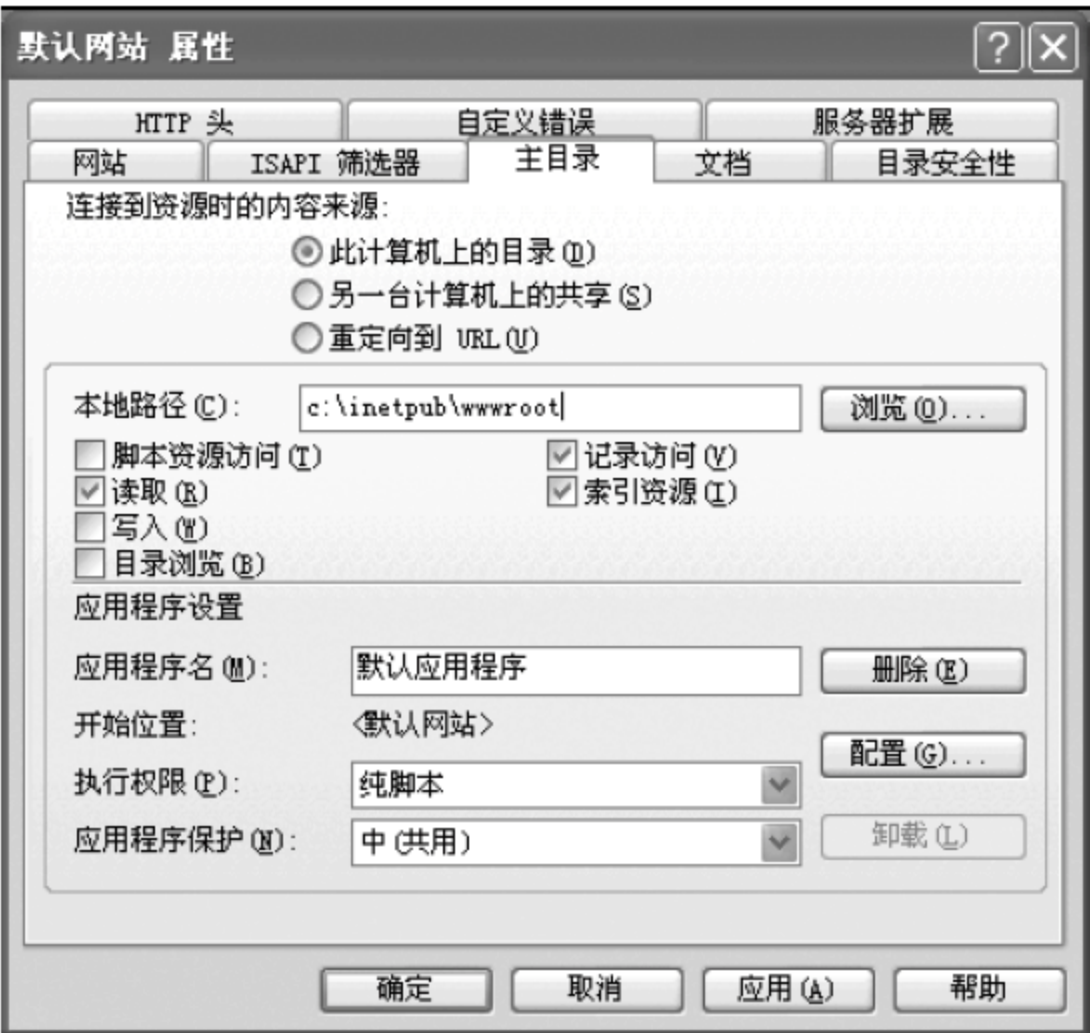 默认网站 属性
HTTP 头 自定义错误 服务器扩展
网站 ISAPI 筛选器 主目录 文档 目录安全性
连接到资源时的内容来源:
此计算机上的目录(D)
另一台计算机上的共享(S)
重定向到 URL(U)
本地路径(C): c:\inetpub\wwwroot 浏览(O)...
脚本资源访问(T) 记录访问(V)
读取(R) 索引资源(I)
写入(W)
目录浏览(B)
应用程序设置
应用程序名(M): 默认应用程序 删除(E)
开始位置: <默认网站>
配置(G)...
执行权限(P): 纯脚本
应用程序保护(N): 中(共用) 卸载(L)
确定 取消 应用(A) 帮助